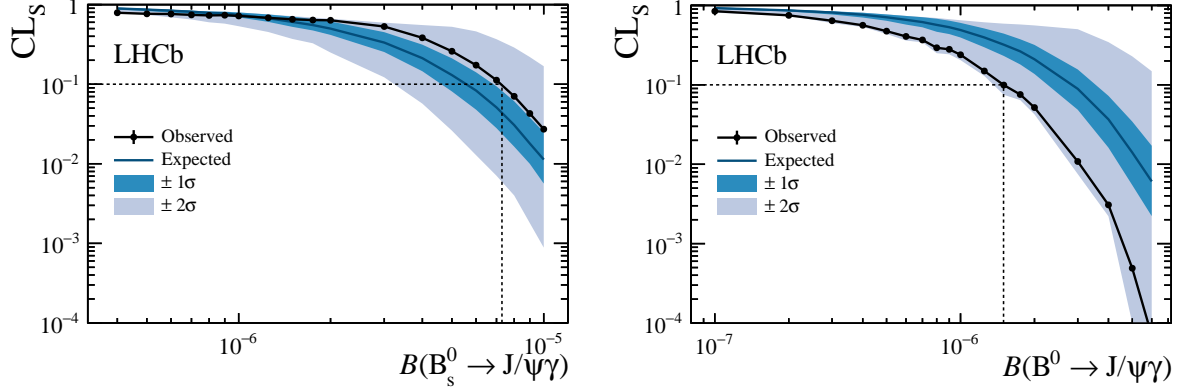 CL_S
1
10^{-1}
10^{-2}
10^{-3}
10^{-4}
LHCb
Observed
Expected
± 1σ
± 2σ
10^{-6}
10^{-5}
B(B_s^0 → J/ψγ)
CL_S
1
10^{-1}
10^{-2}
10^{-3}
10^{-4}
LHCb
Observed
Expected
± 1σ
± 2σ
10^{-7}
10^{-6}
B(B^0 → J/ψγ)